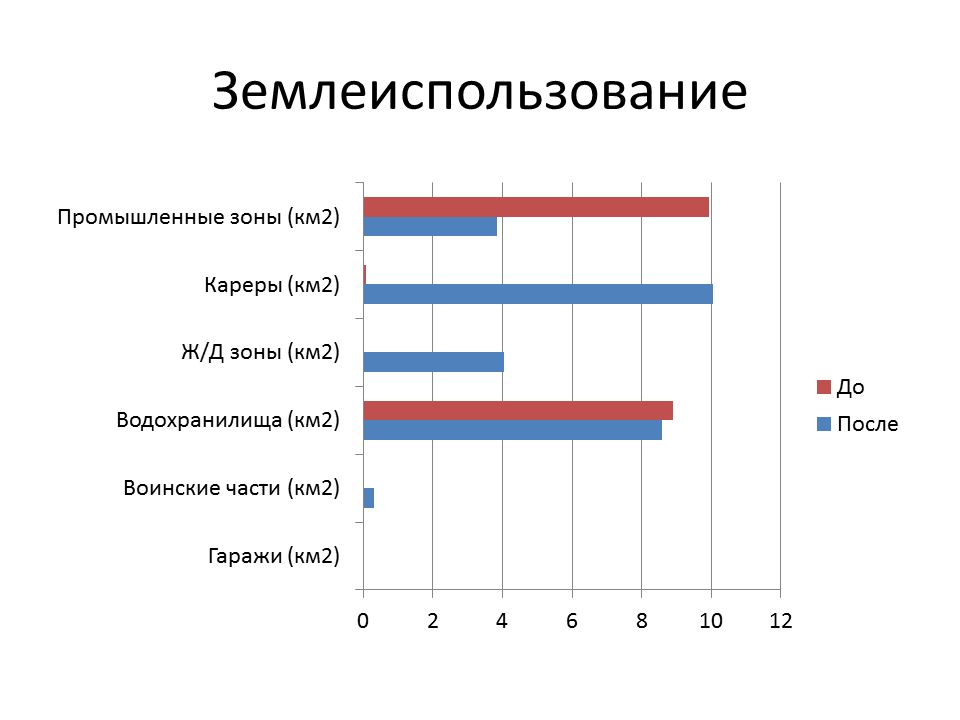 Землеиспользование
Промышленные зоны (км2)
Кареры (км2)
Ж/Д зоны (км2)
Водохранилища (км2)
Воинские части (км2)
Гаражи (км2)
0 2 4 6 8 10 12
До
После